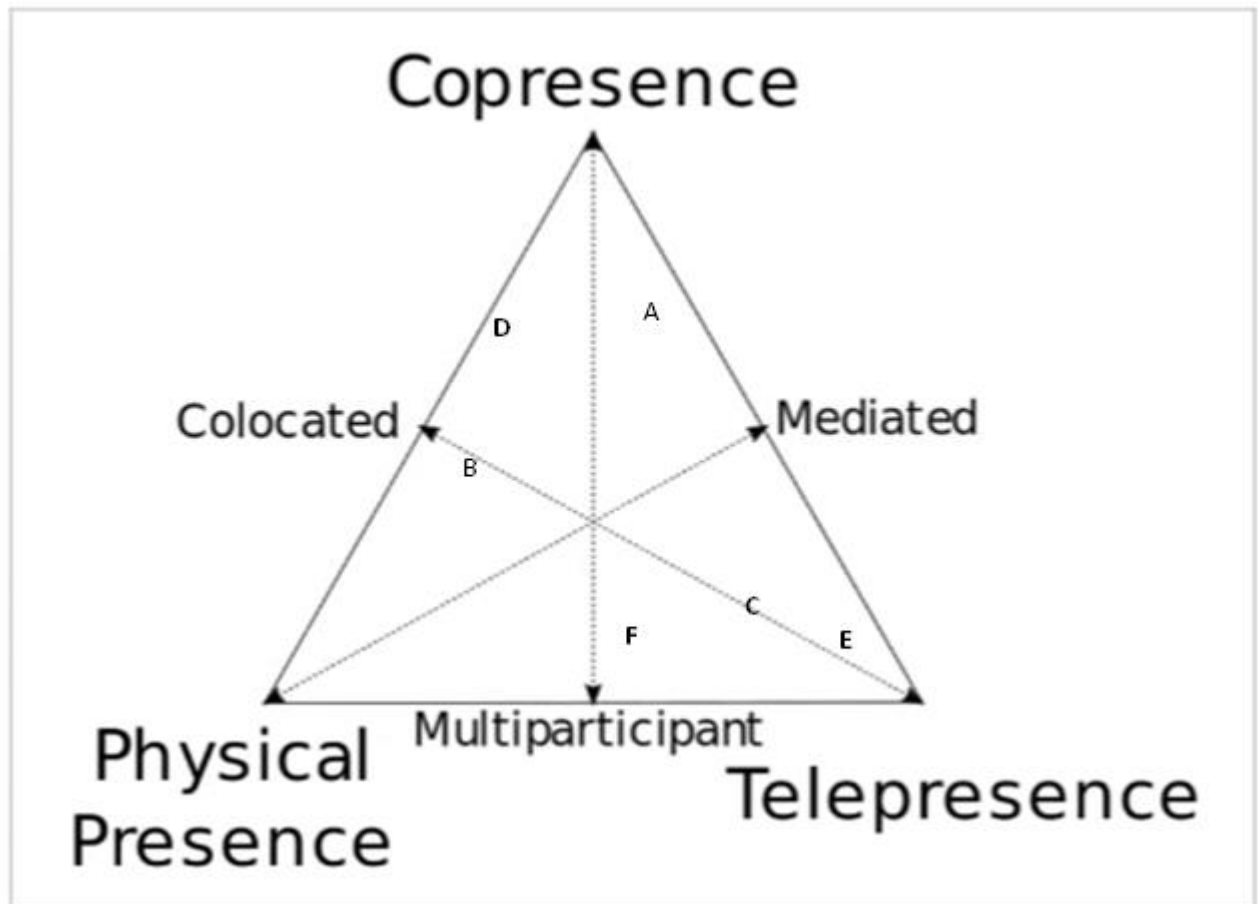 Copresence
A
D
Colocated
Mediated
B
C
F
E
Multiparticipant
Physical
Presence
Telepresence